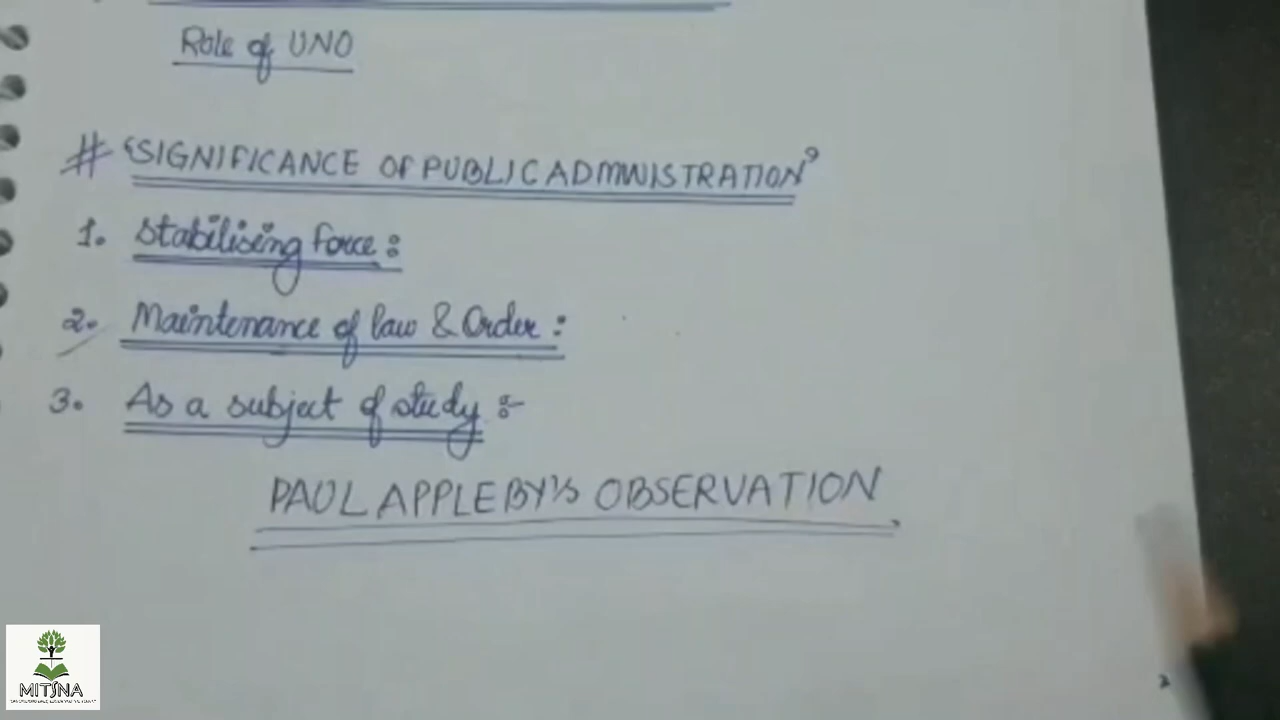 Role of UNO
# "SIGNIFICANCE OF PUBLIC ADMINISTRATION"
1. Stabilising force :
2. Maintenance of law & Order :
3. As a subject of study :-
PAUL APPLEBY's OBSERVATION
2
MITSNA